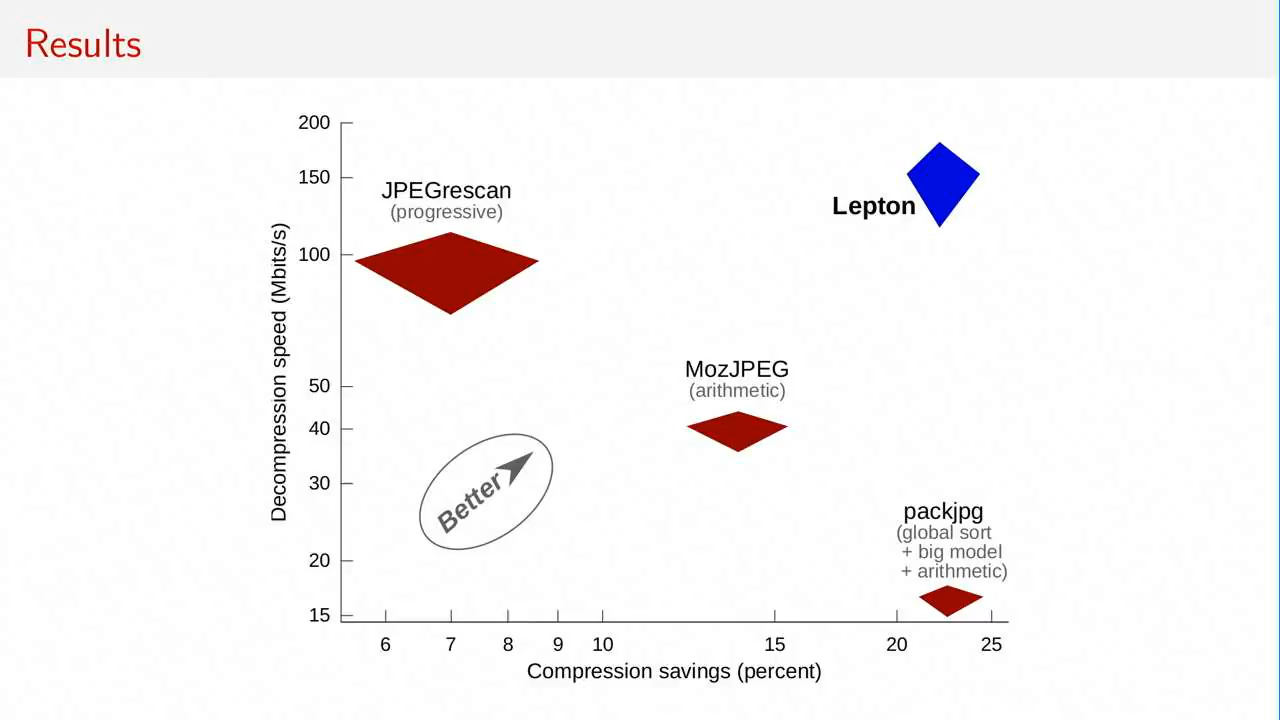 Results
200
150
100
50
40
30
20
15
Decompression speed (Mbits/s)
JPEGrescan
(progressive)
Lepton
MozJPEG
(arithmetic)
Better
packjpg
(global sort
+ big model
+ arithmetic)
6 7 8 9 10 15 20 25
Compression savings (percent)